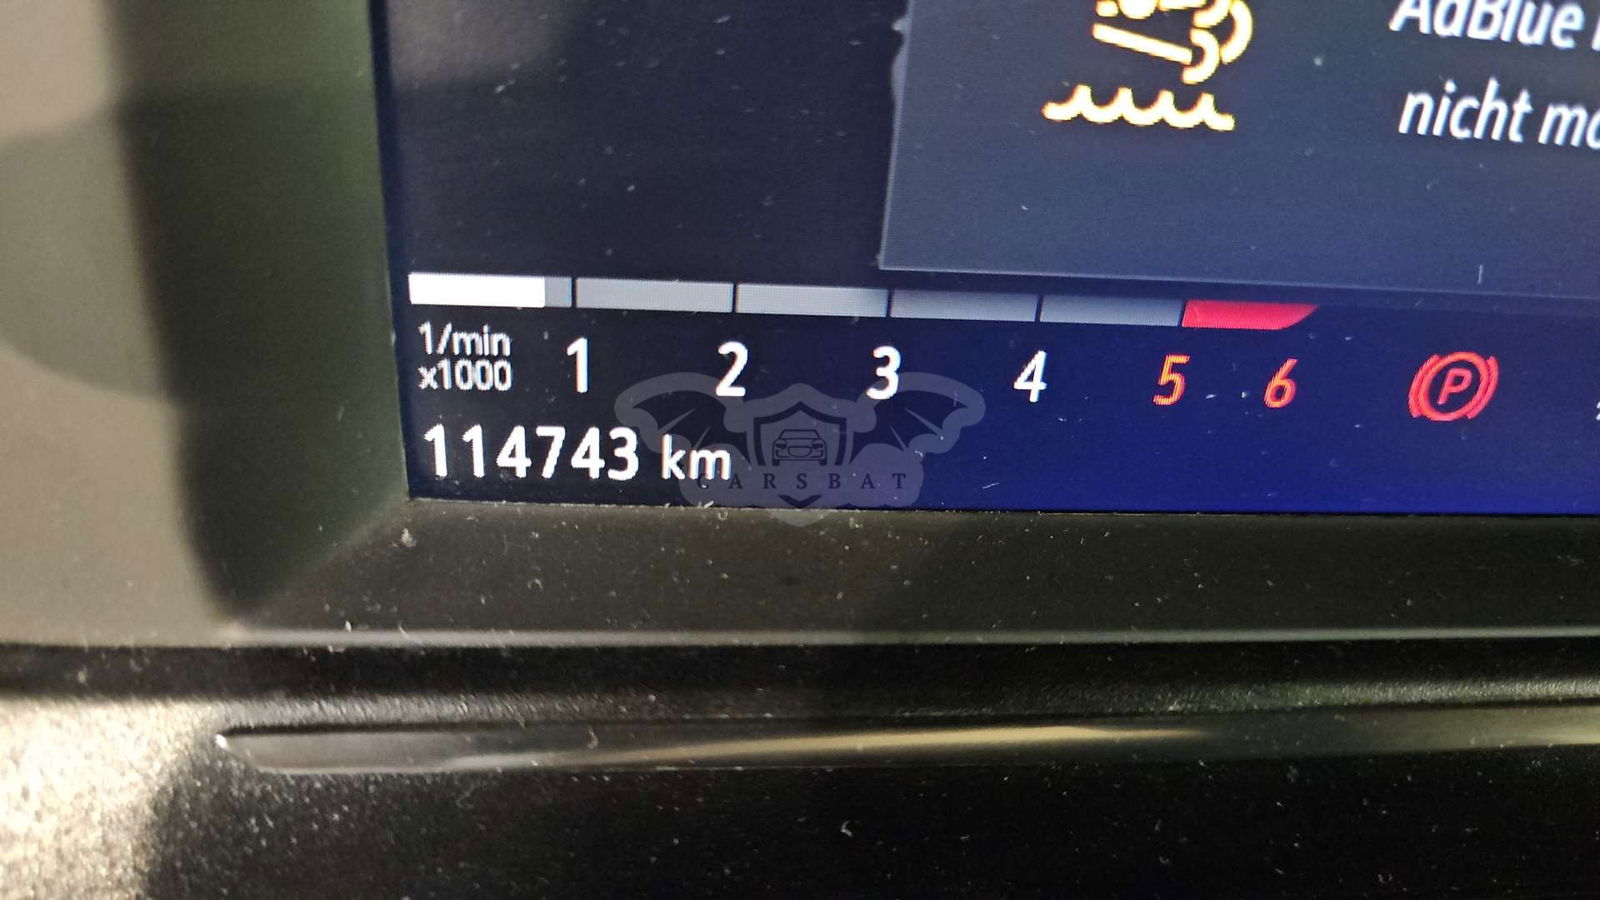 AdBlue
nicht
1/min
x1000
1 2 3 4 5 6
P
114743 km
CARSBAT